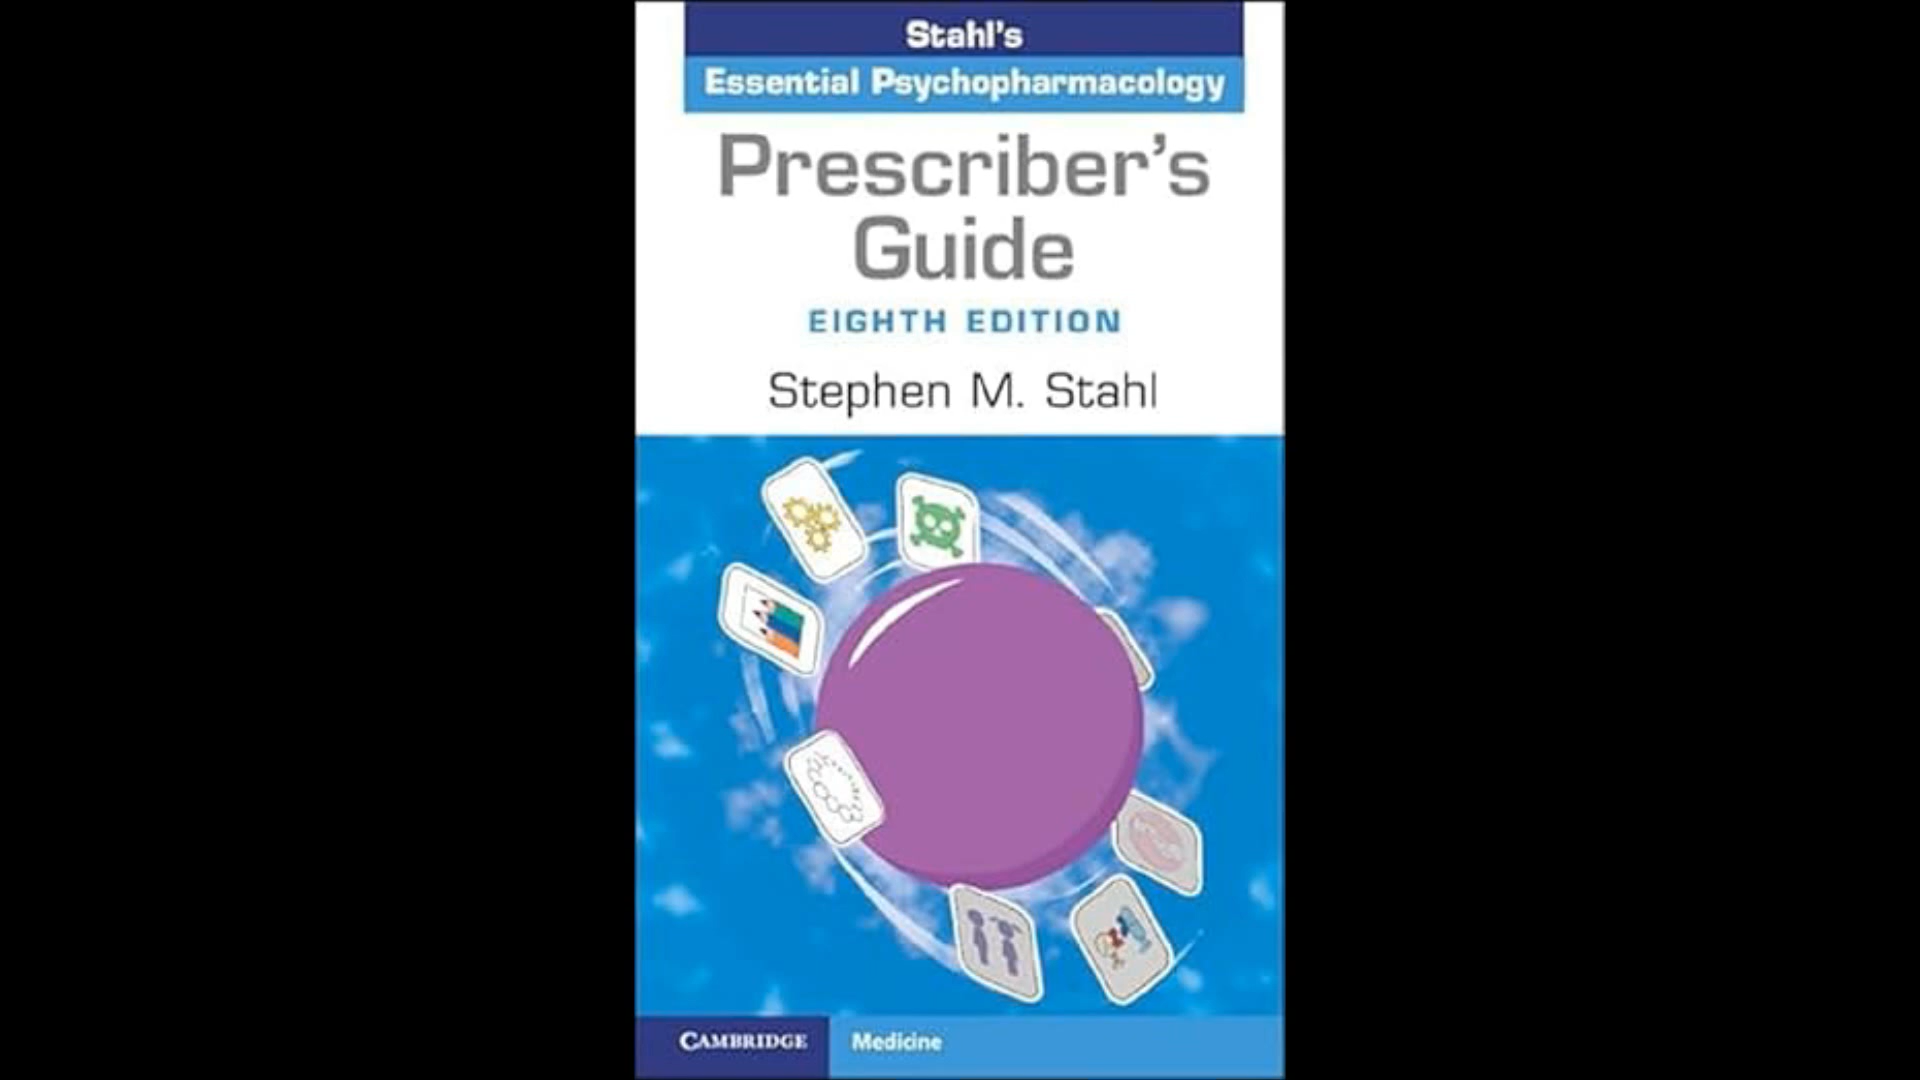 Stahl's
Essential Psychopharmacology
Prescriber's
Guide
EIGHTH EDITION
Stephen M. Stahl
CAMBRIDGE Medicine